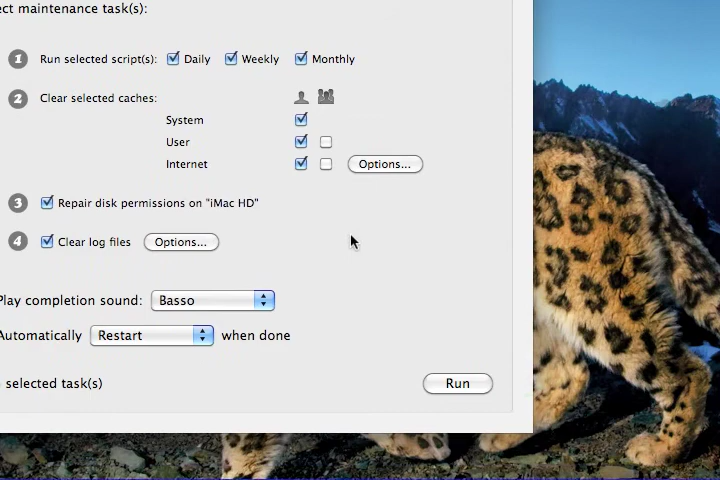 ect maintenance task(s):
1 Run selected script(s): Daily Weekly Monthly
2 Clear selected caches:
System
User
Internet Options...
3 Repair disk permissions on "iMac HD"
4 Clear log files Options...
Play completion sound: Basso
Automatically Restart when done
selected task(s) Run